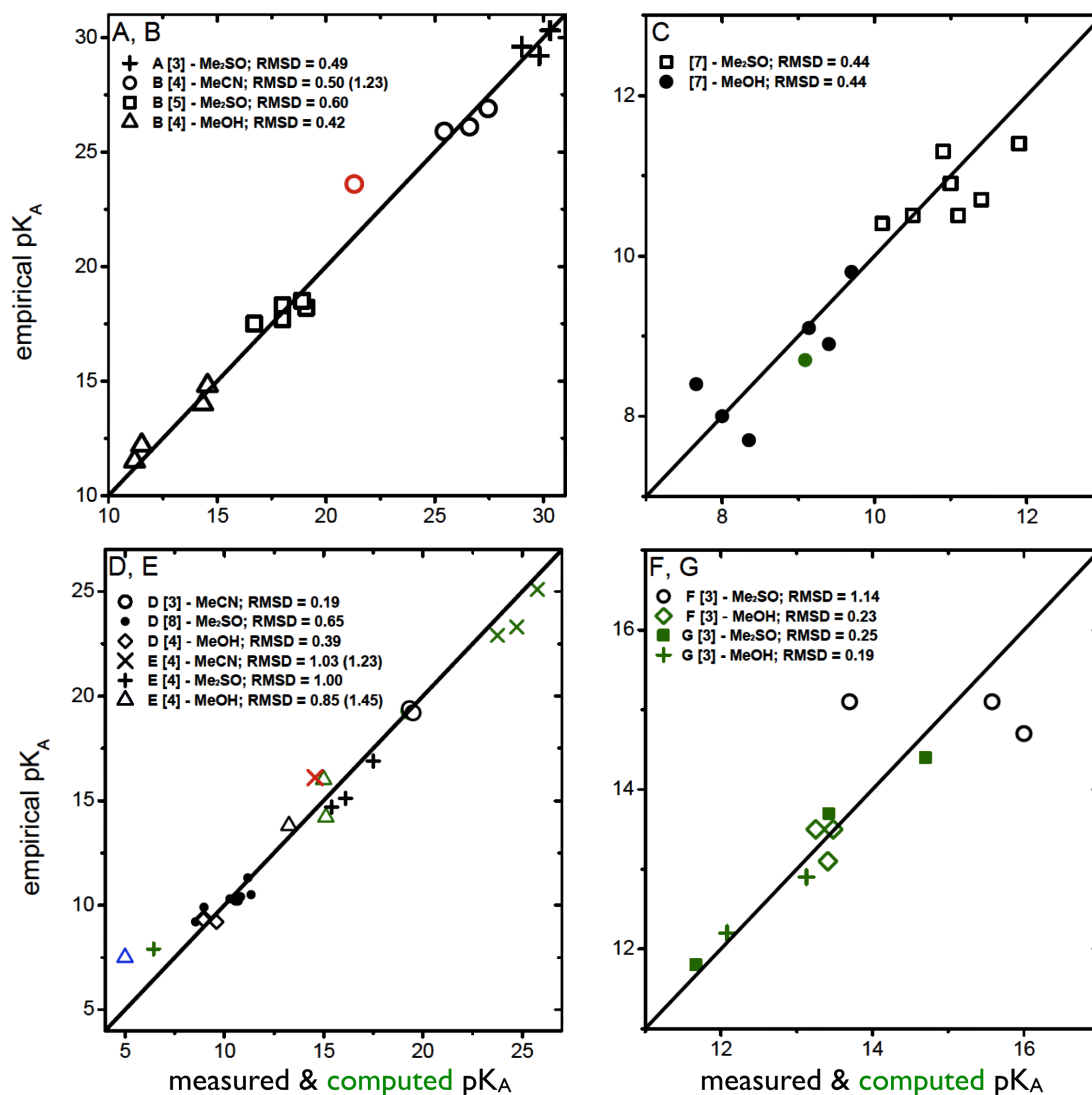 A, B
A [3] - Me₂SO; RMSD = 0.49
B [4] - MeCN; RMSD = 0.50 (1.23)
B [5] - Me₂SO; RMSD = 0.60
B [4] - MeOH; RMSD = 0.42
30
25
20
15
10
10 15 20 25 30
empirical pK_A
C
[7] - Me₂SO; RMSD = 0.44
[7] - MeOH; RMSD = 0.44
12
10
8
8 10 12
D, E
D [3] - MeCN; RMSD = 0.19
D [8] - Me₂SO; RMSD = 0.65
D [4] - MeOH; RMSD = 0.39
E [4] - MeCN; RMSD = 1.03 (1.23)
E [4] - Me₂SO; RMSD = 1.00
E [4] - MeOH; RMSD = 0.85 (1.45)
25
20
15
10
5
5 10 15 20 25
empirical pK_A
measured & computed pK_A
F, G
F [3] - Me₂SO; RMSD = 1.14
F [3] - MeOH; RMSD = 0.23
G [3] - Me₂SO; RMSD = 0.25
G [3] - MeOH; RMSD = 0.19
16
14
12
12 14 16
measured & computed pK_A